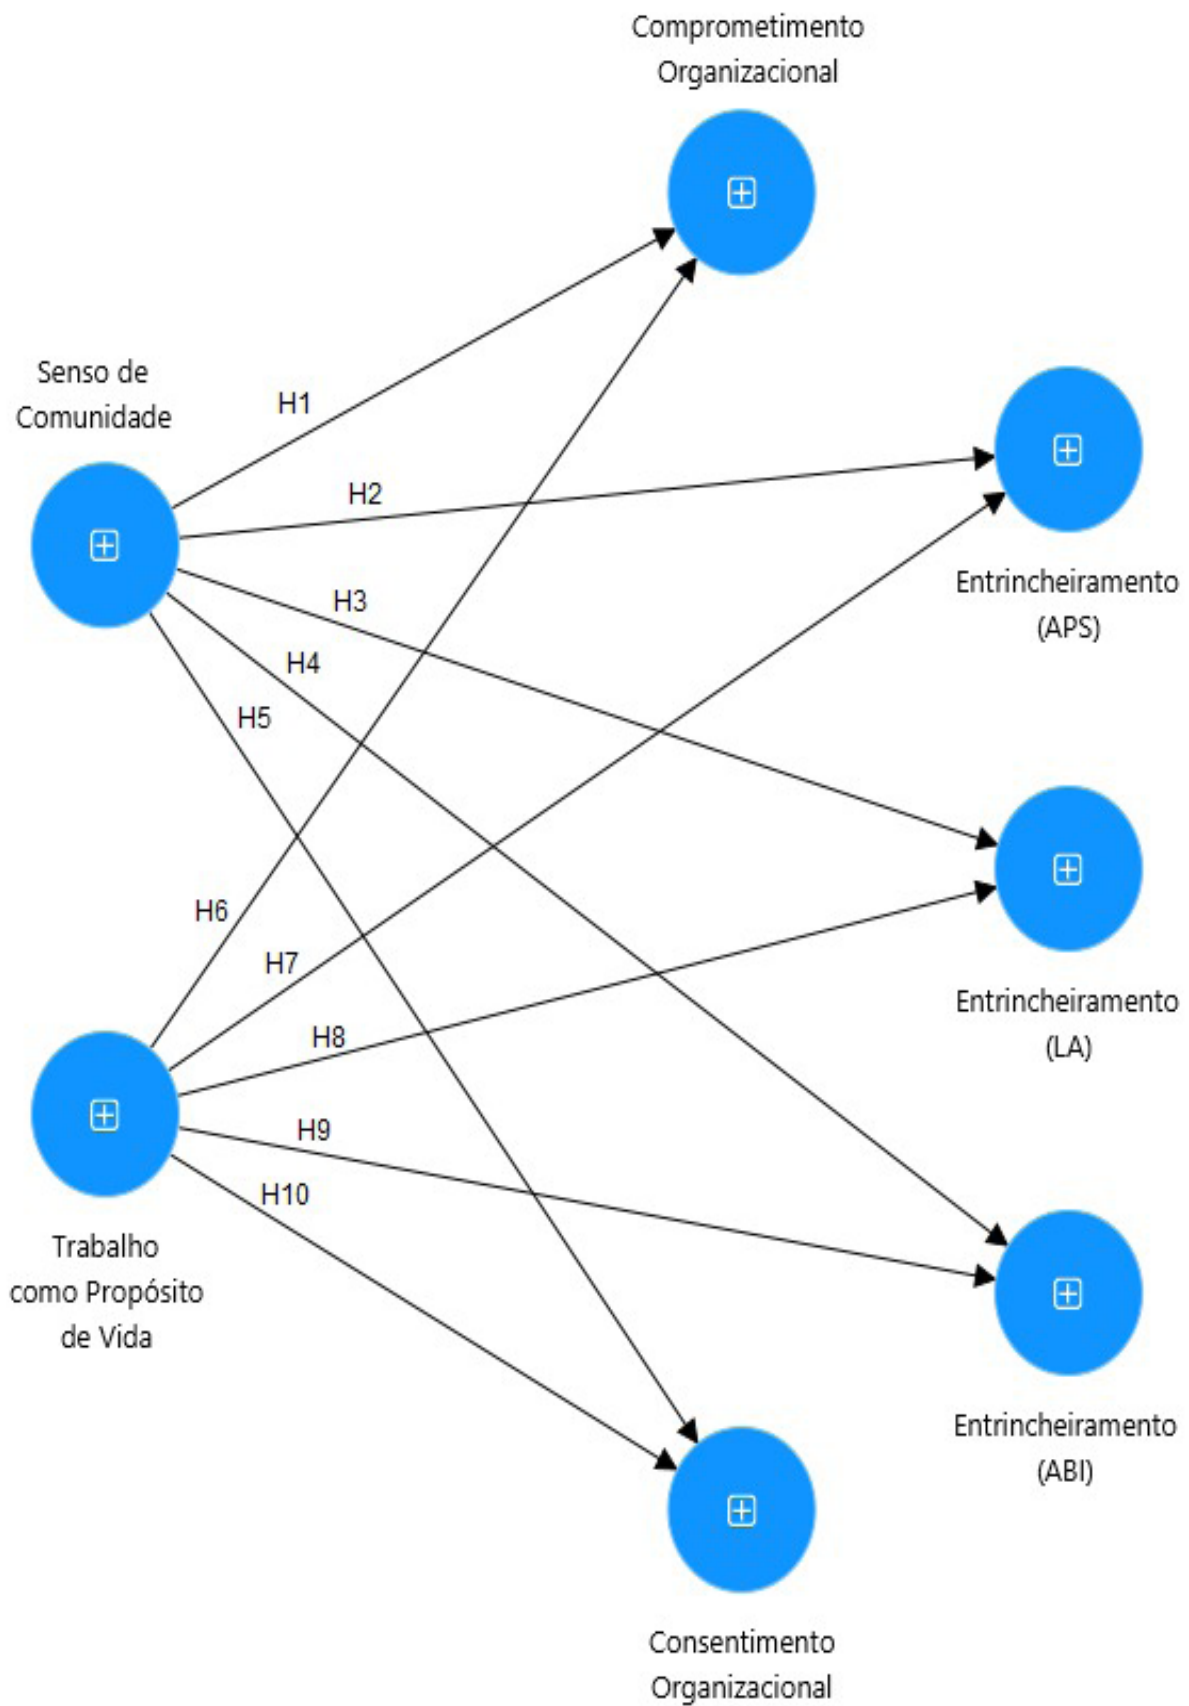 Comprometimento
Organizacional
Senso de
Comunidade
H1
H2
Entrincheiramento
(APS)
H3
H4
H5
H6
H7
Entrincheiramento
(LA)
H8
H9
H10
Trabalho
como Propósito
de Vida
Entrincheiramento
(ABI)
Consentimento
Organizacional